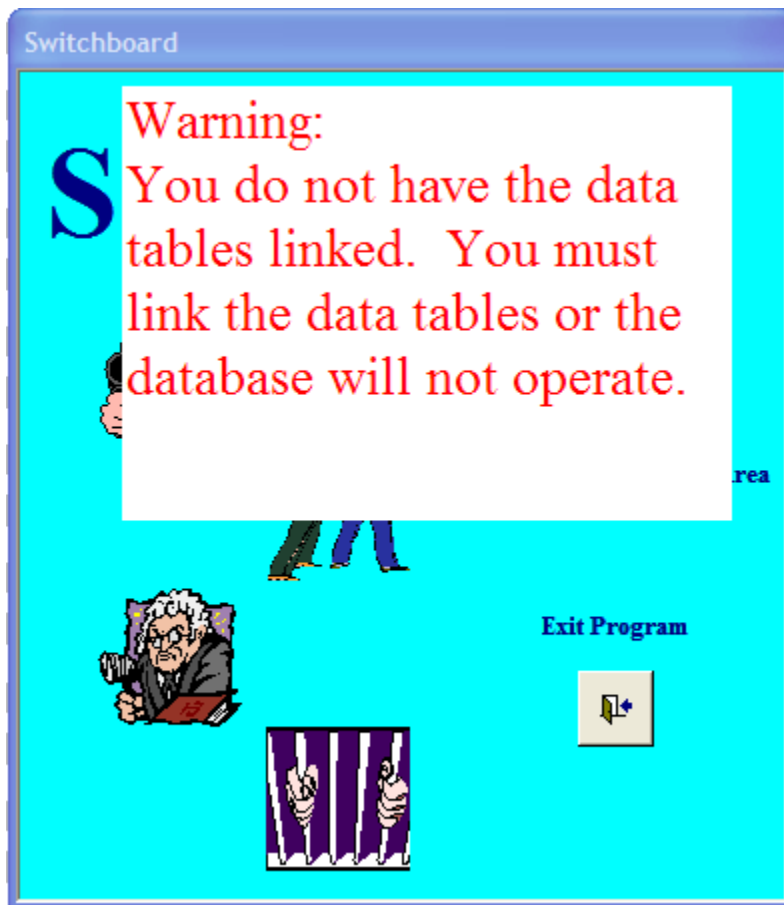 Switchboard
Warning:
You do not have the data
tables linked.  You must
link the data tables or the
database will not operate.
S
Exit Program